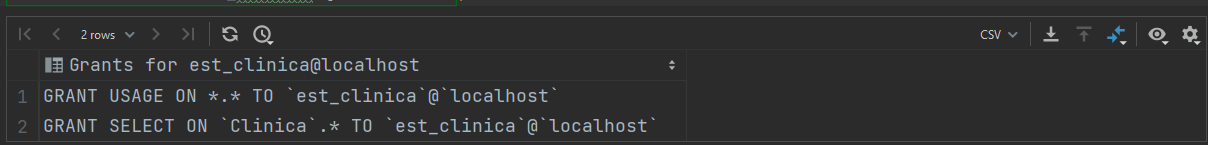 2 rows
CSV
Grants for est_clinica@localhost
1 GRANT USAGE ON *.* TO `est_clinica`@`localhost`
2 GRANT SELECT ON `Clinica`.* TO `est_clinica`@`localhost`